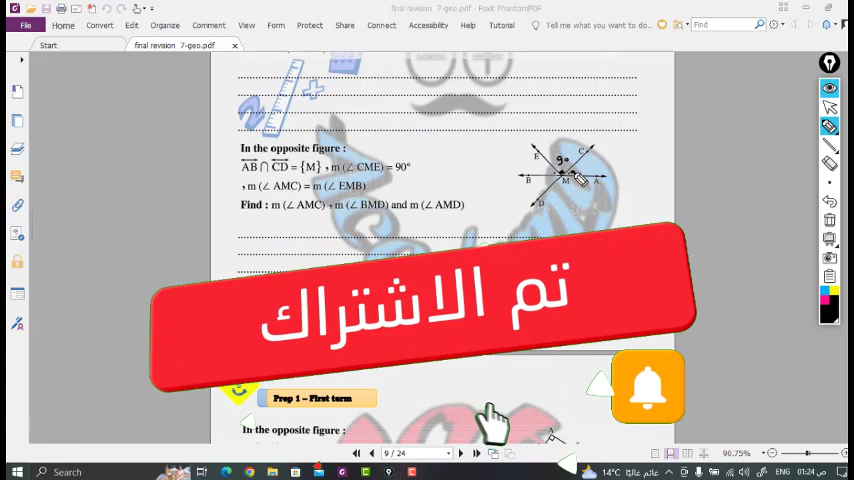 final revision 7-geo.pdf - Foxit PhantomPDF
File Home Convert Edit Organize Comment View Form Protect Share Connect Accessibility Help Tutorial Tell me what you want to do... Find
Start final revision 7-geo.pdf
In the opposite figure :
AB ∩ CD = {M} , m (∠ CME) = 90°
, m (∠ AMC) = m (∠ EMB)
Find : m (∠ AMC) , m (∠ BMD) and m (∠ AMD)
E 90 C
B M A
D
تم الاشتراك
Prep 1 – First term
In the opposite figure :
A
9 / 24 90.75%
Search 14°C غائم غالبًا ENG 01:24 ص